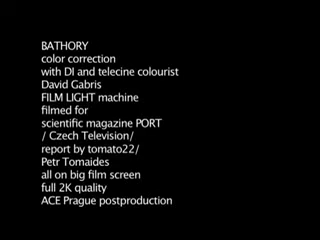 BATHORY
color correction
with DI and telecine colourist
David Gabris
FILM LIGHT machine
filmed for
scientific magazine PORT
/ Czech Television/
report by tomato22/
Petr Tomaides
all on big film screen
full 2K quality
ACE Prague postproduction